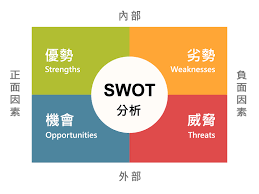 內部
優勢
Strengths
劣勢
Weaknesses
正面因素
SWOT
分析
負面因素
機會
Opportunities
威脅
Threats
外部